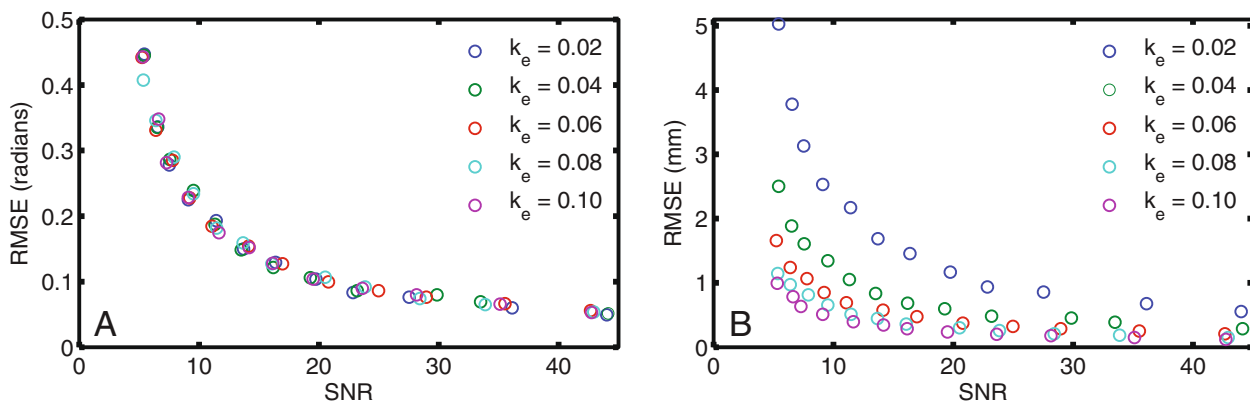 0.5
0.4
0.3
0.2
0.1
0
RMSE (radians)
0 10 20 30 40
SNR
A
k_e = 0.02
k_e = 0.04
k_e = 0.06
k_e = 0.08
k_e = 0.10
5
4
3
2
1
0
RMSE (mm)
0 10 20 30 40
SNR
B
k_e = 0.02
k_e = 0.04
k_e = 0.06
k_e = 0.08
k_e = 0.10